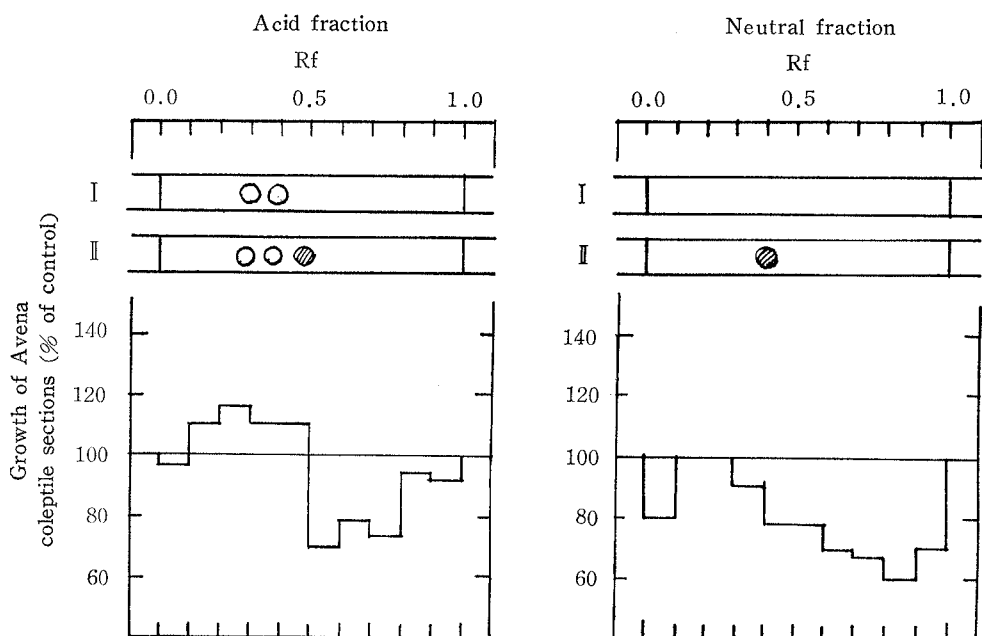 Acid fraction
Rf
0.0 0.5 1.0
I
II
Growth of Avena
coleptile sections (% of control)
140
120
100
80
60
Neutral fraction
Rf
0.0 0.5 1.0
I
II
140
120
100
80
60